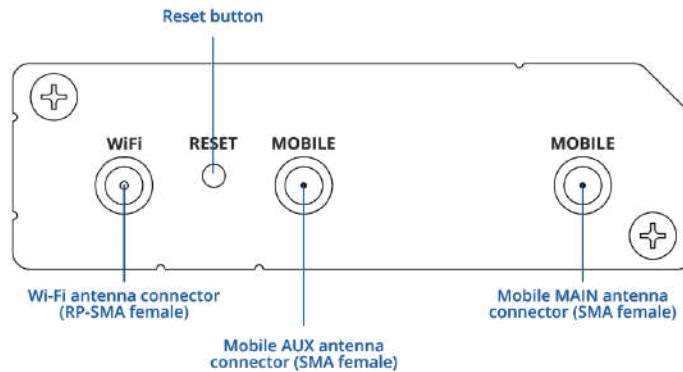 Reset button
WiFi
RESET
MOBILE
MOBILE
Wi-Fi antenna connector
(RP-SMA female)
Mobile AUX antenna
connector (SMA female)
Mobile MAIN antenna
connector (SMA female)